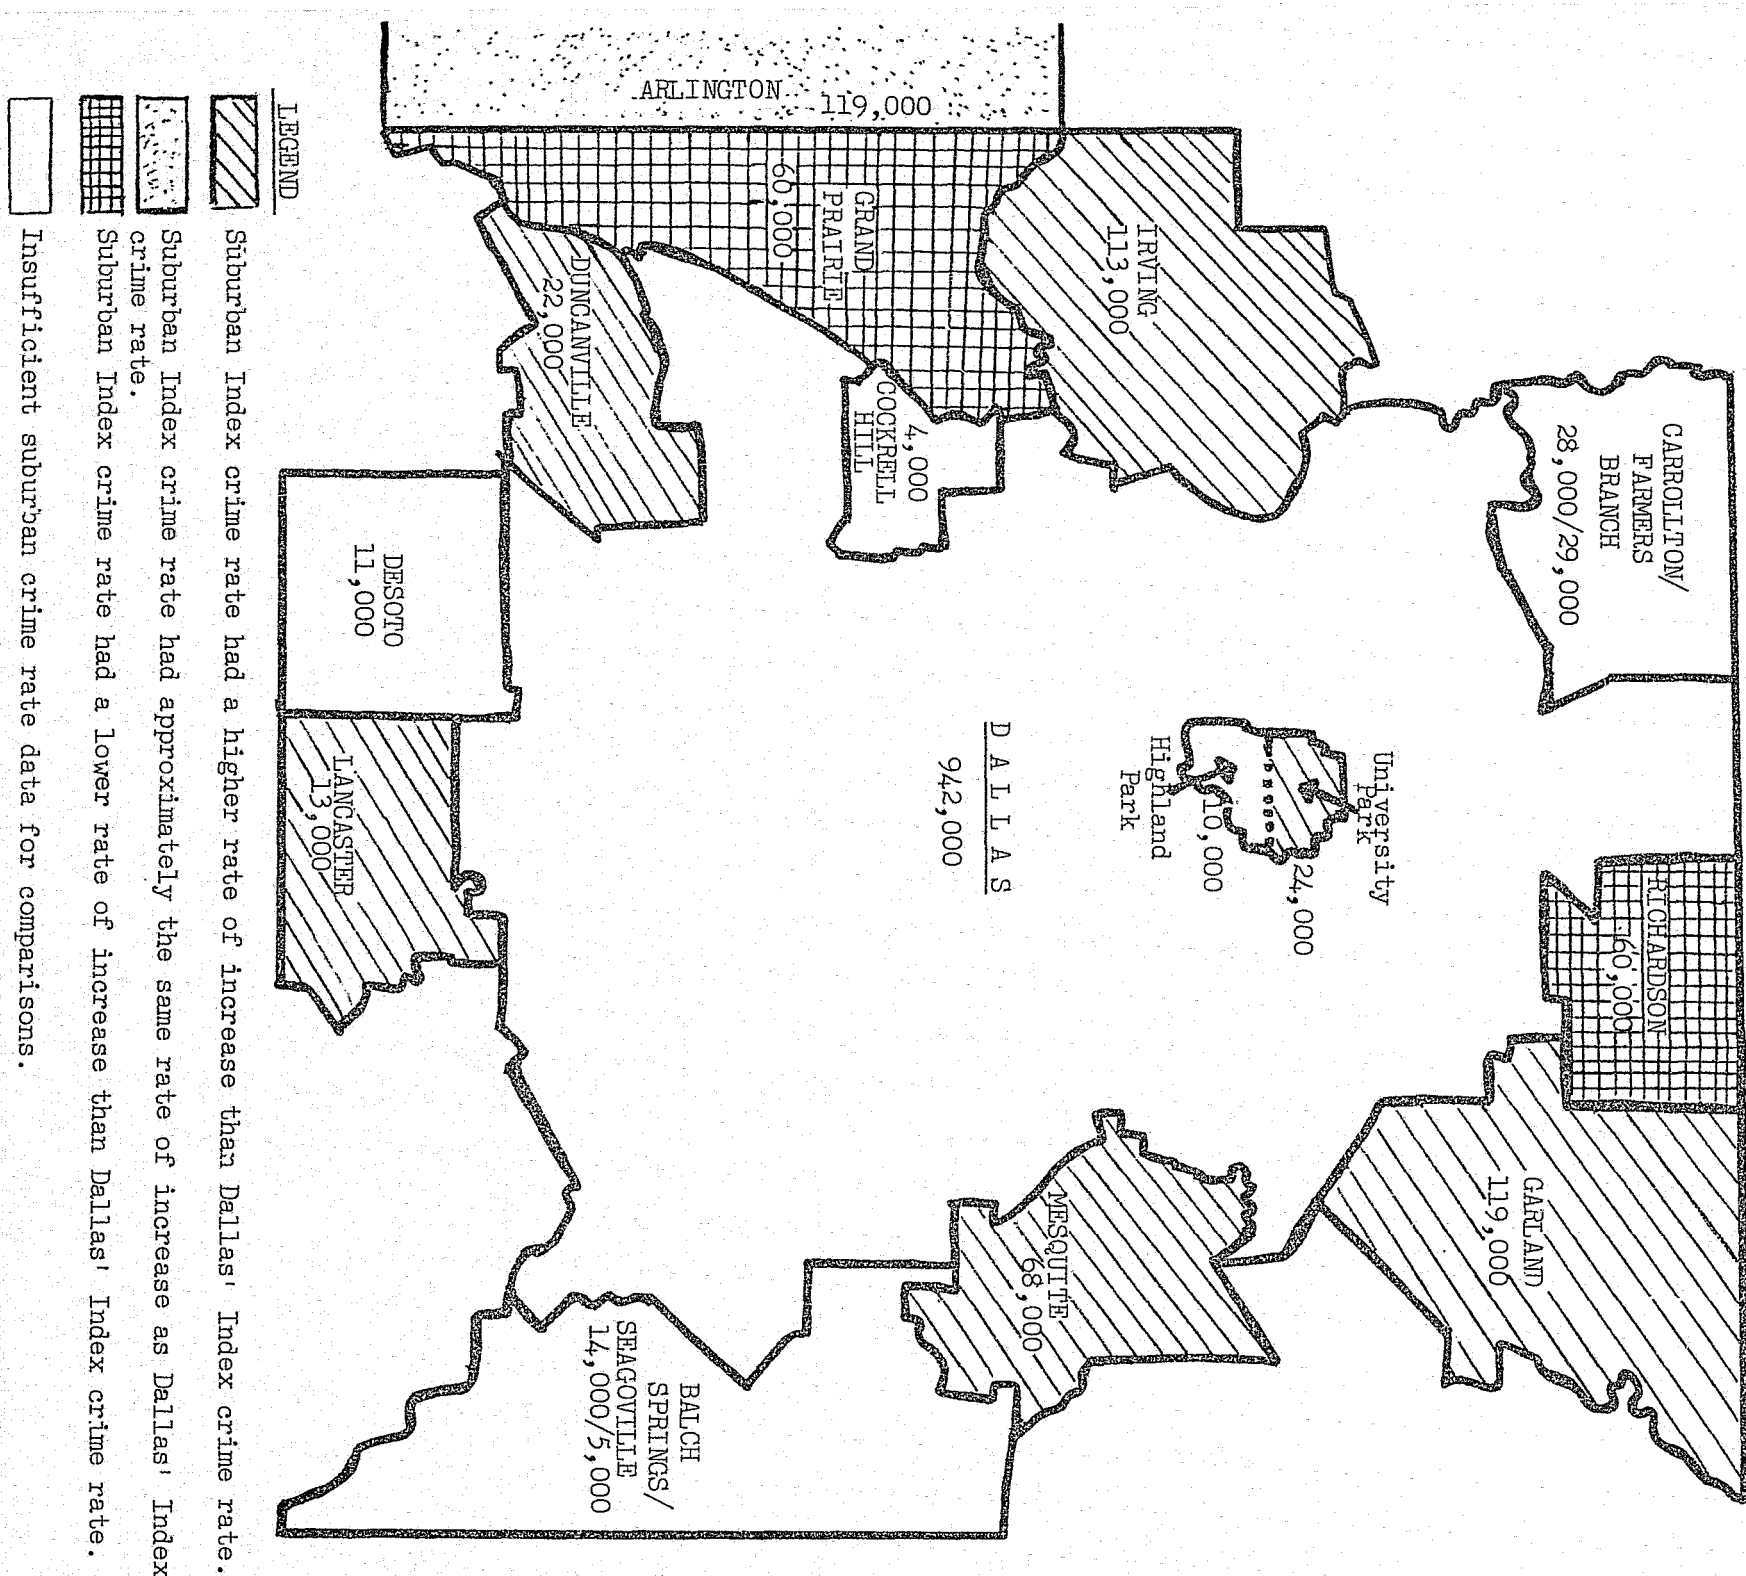 CARROLLTON/
FARMERS
BRANCH
28,000/29,000
RICHARDSON
60,000
GARLAND
119,000
IRVING
113,000
University
Park
24,000
10,000
Highland
Park
D A L L A S
942,000
MESQUITE
68,000
ARLINGTON
119,000
GRAND
PRAIRIE
60,000
4,000
COCKRELL
HILL
DUNCANVILLE
22,000
BALCH
SPRINGS/
SEAGOVILLE
14,000/5,000
DESOTO
11,000
LANCASTER
13,000
LEGEND
Suburban Index crime rate had a higher rate of increase than Dallas' Index crime rate.
Suburban Index crime rate had approximately the same rate of increase as Dallas' Index
crime rate.
Suburban Index crime rate had a lower rate of increase than Dallas' Index crime rate.
Insufficient suburban crime rate data for comparisons.